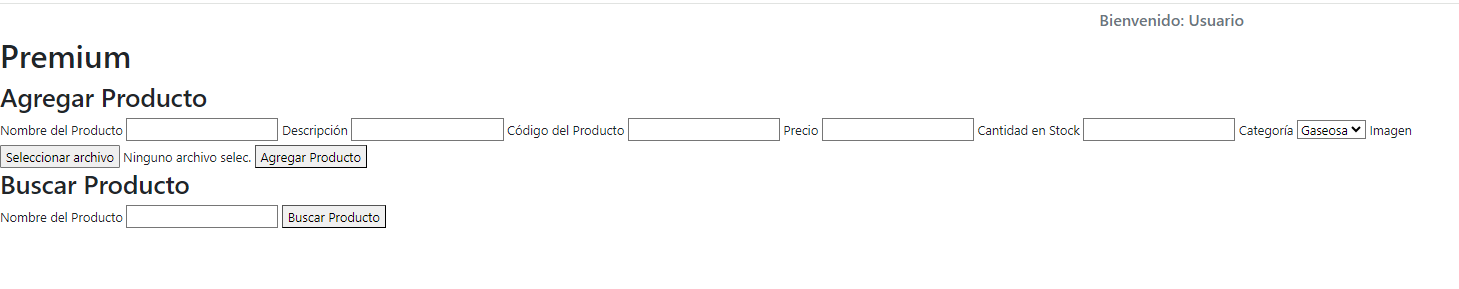 Bienvenido: Usuario
Premium
Agregar Producto
Nombre del Producto Descripción Código del Producto Precio Cantidad en Stock Categoría Gaseosa Imagen
Seleccionar archivo Ninguno archivo selec. Agregar Producto
Buscar Producto
Nombre del Producto Buscar Producto